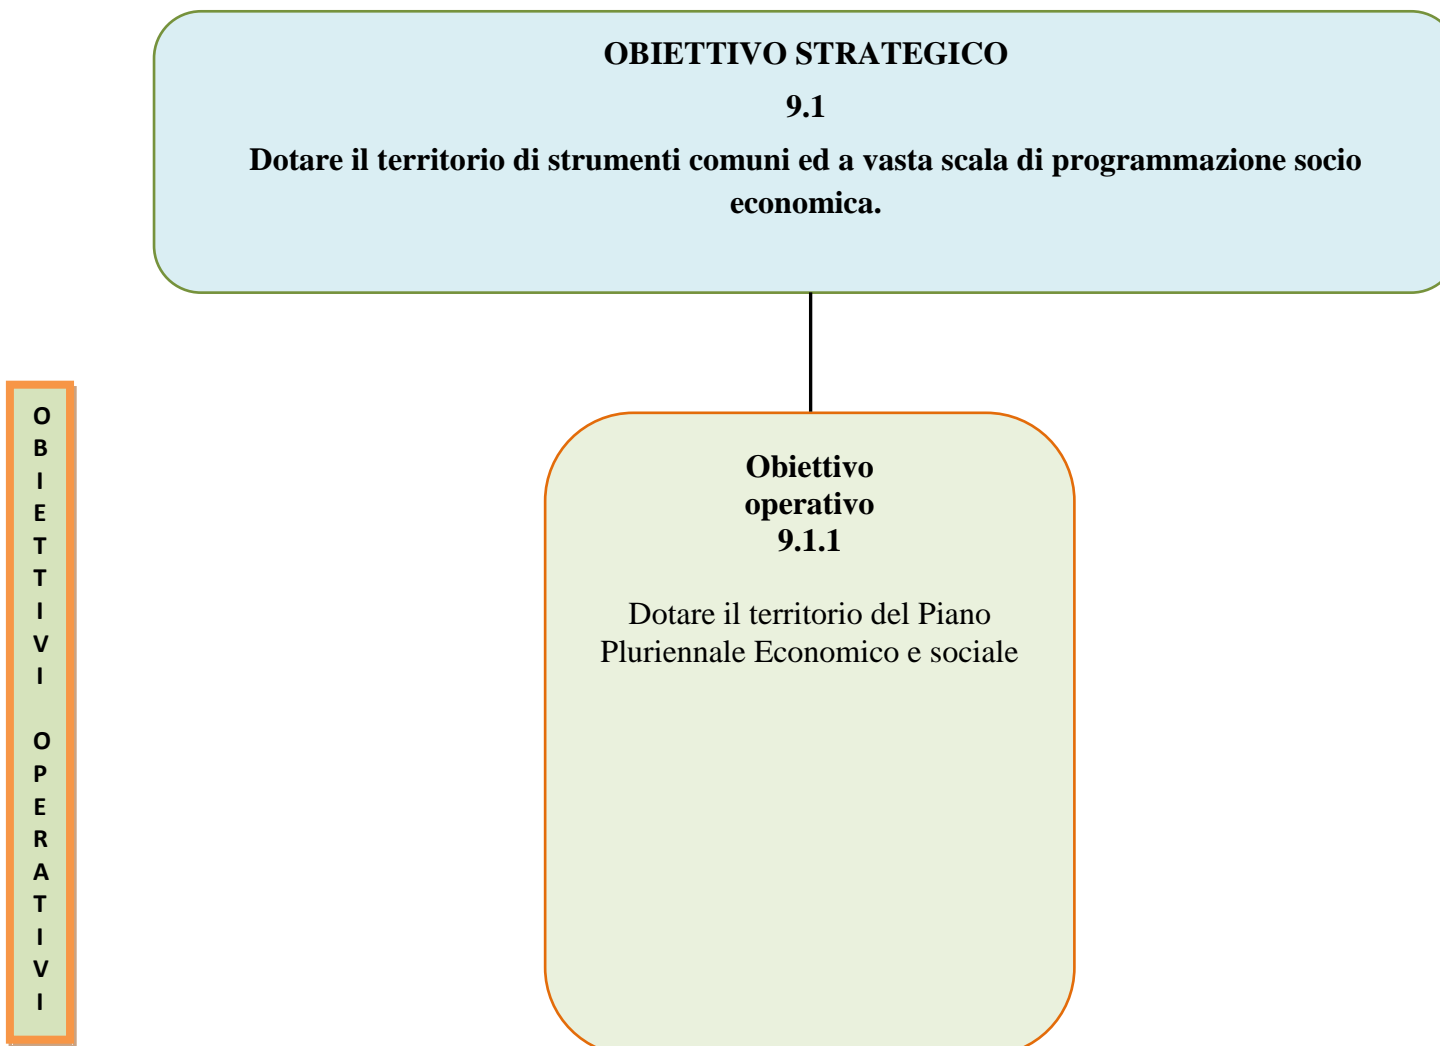 OBIETTIVO STRATEGICO
9.1
Dotare il territorio di strumenti comuni ed a vasta scala di programmazione socio
economica.
O
B
I
E
T
T
I
V
I
O
P
E
R
A
T
I
V
I
Obiettivo
operativo
9.1.1
Dotare il territorio del Piano
Pluriennale Economico e sociale